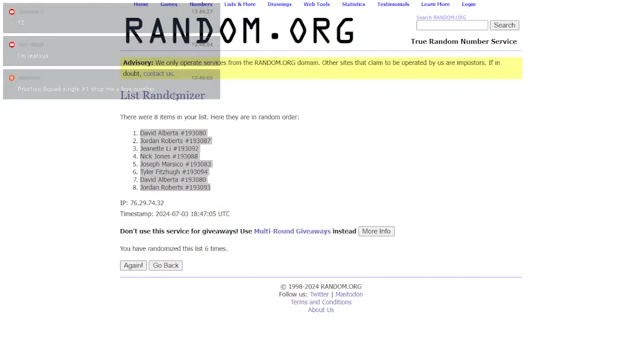 Home Games Numbers Lists & More Drawings Web Tools Statistics Testimonials Learn More Login
RANDOM.ORG
Search RANDOM.ORG
Search
True Random Number Service
Advisory: We only operate services from the RANDOM.ORG domain. Other sites that claim to be operated by us are impostors. If in
doubt, contact us.
List Randomizer
There were 8 items in your list. Here they are in random order:
1. David Alberta #193080
2. Jordan Roberts #193087
3. Jeanette Li #193092
4. Nick Jones #193088
5. Joseph Marsico #193083
6. Tyler Fitzhugh #193094
7. David Alberta #193080
8. Jordan Roberts #193093
IP: 76.29.74.32
Timestamp: 2024-07-03 18:47:05 UTC
Don't use this service for giveaways! Use Multi-Round Giveaways instead More Info
You have randomized this list 6 times.
Again! Go Back
© 1998-2024 RANDOM.ORG
Follow us: Twitter | Mastodon
Terms and Conditions
About Us